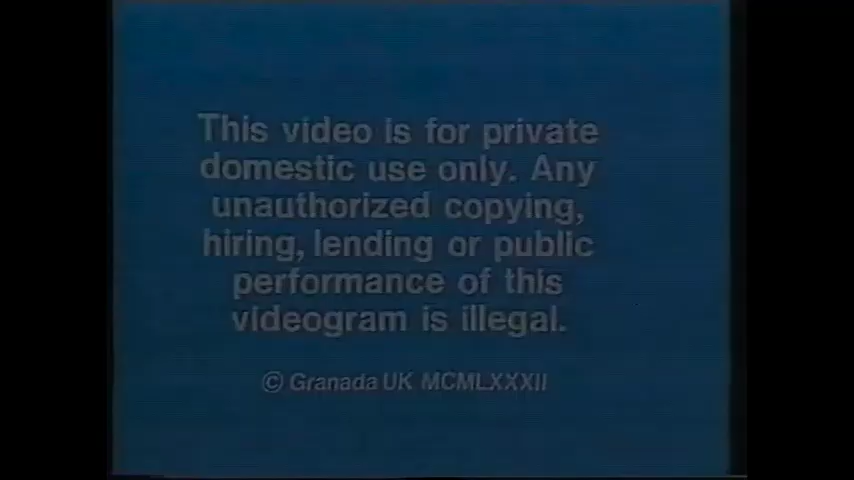 This video is for private
domestic use only. Any
unauthorized copying,
hiring, lending or public
performance of this
videogram is illegal.
© Granada UK MCMLXXXII